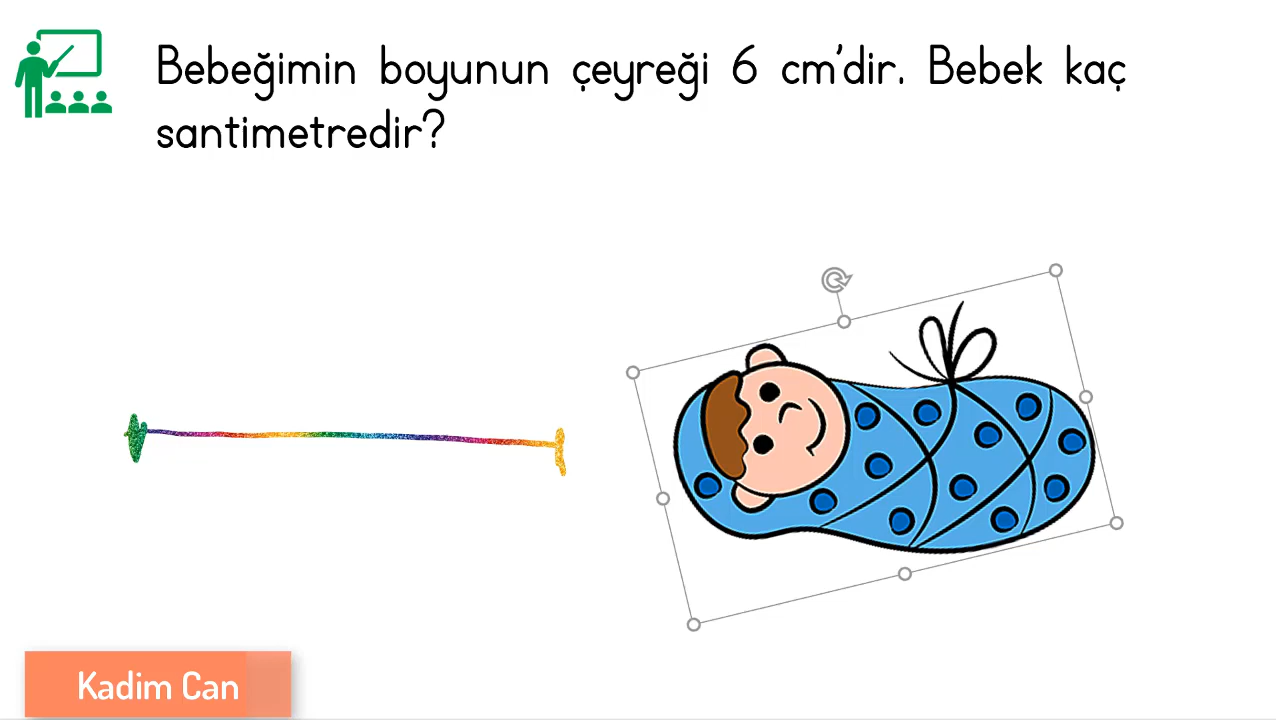 Bebeğimin boyunun çeyreği 6 cm'dir. Bebek kaç
santimetredir?
Kadim Can